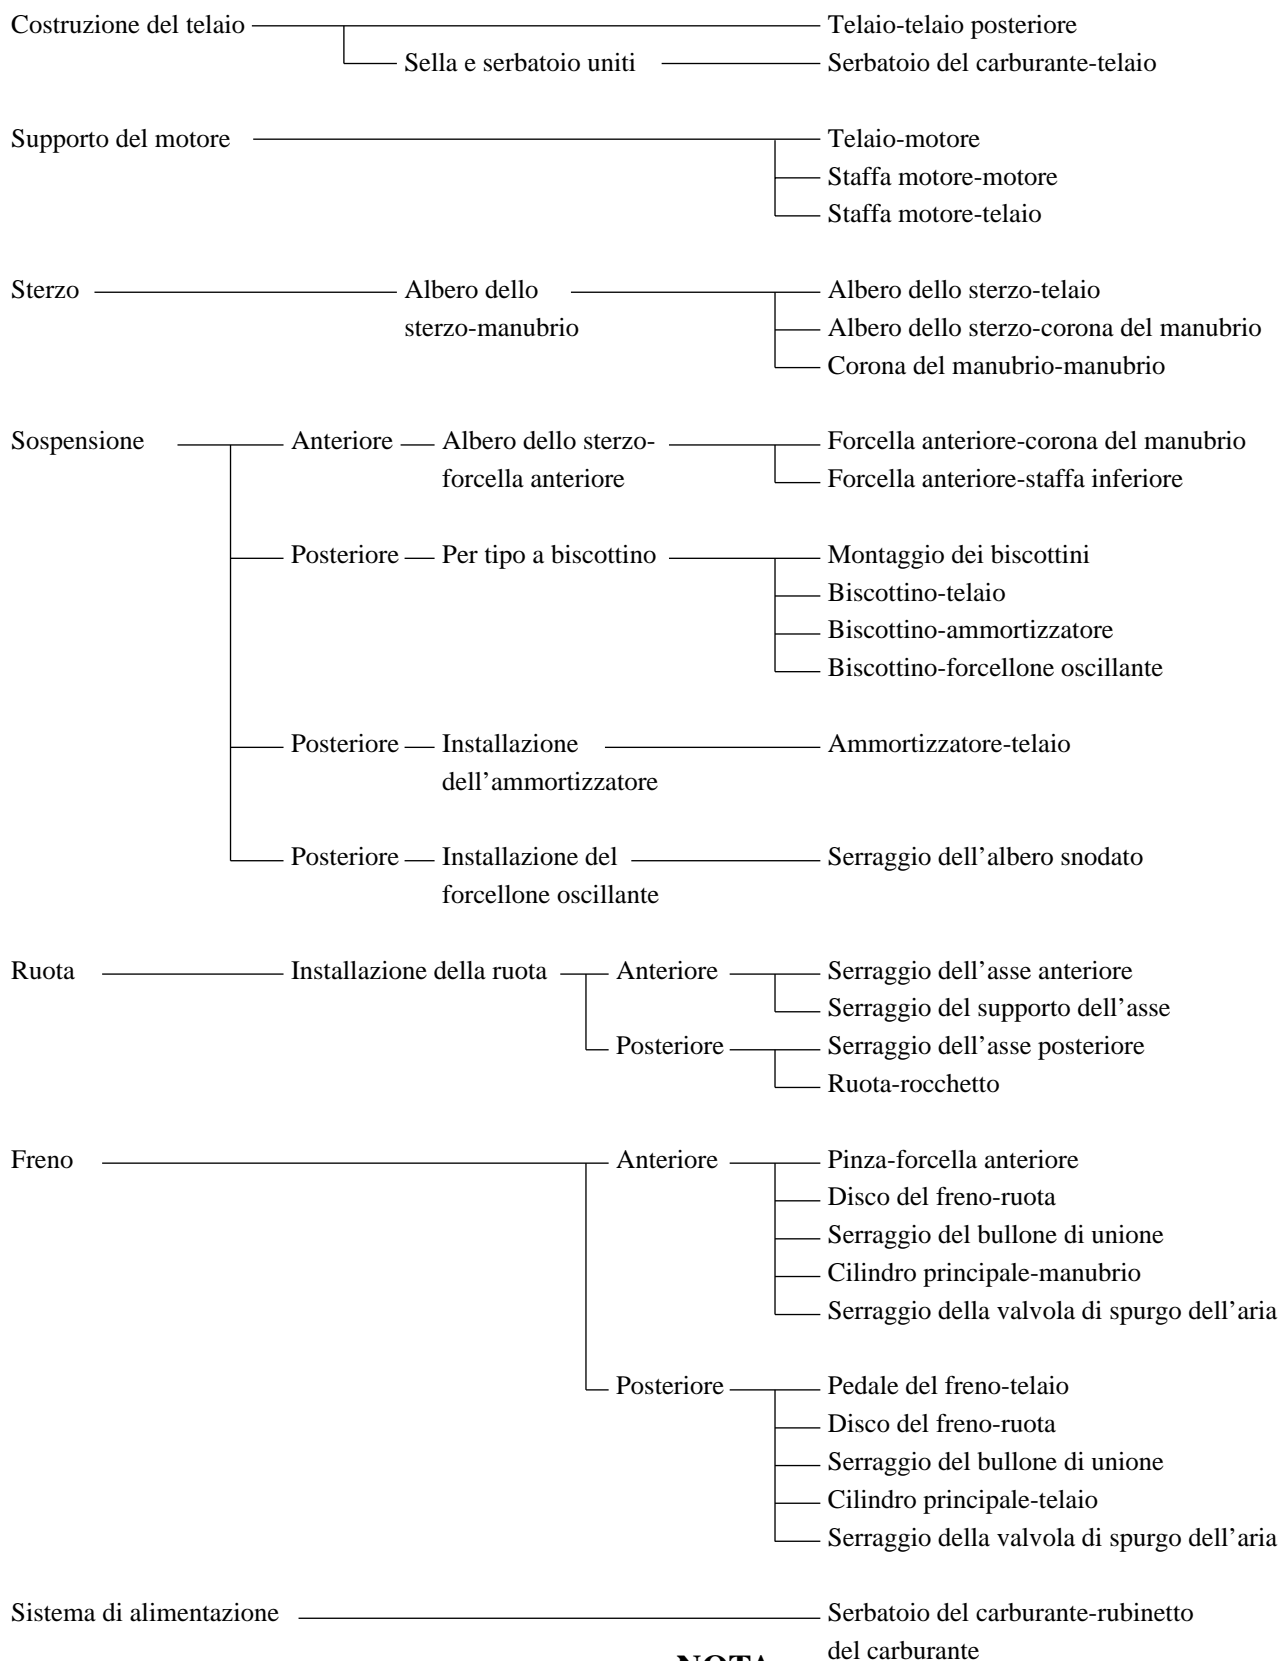 Costruzione del telaio Telaio-telaio posteriore
Sella e serbatoio uniti Serbatoio del carburante-telaio
Supporto del motore Telaio-motore
Staffa motore-motore
Staffa motore-telaio
Sterzo Albero dello Albero dello sterzo-telaio
sterzo-manubrio Albero dello sterzo-corona del manubrio
Corona del manubrio-manubrio
Sospensione Anteriore Albero dello sterzo- Forcella anteriore-corona del manubrio
forcella anteriore Forcella anteriore-staffa inferiore
Posteriore Per tipo a biscottino Montaggio dei biscottini
Biscottino-telaio
Biscottino-ammortizzatore
Biscottino-forcellone oscillante
Posteriore Installazione Ammortizzatore-telaio
dell’ammortizzatore
Posteriore Installazione del Serraggio dell’albero snodato
forcellone oscillante
Ruota Installazione della ruota Anteriore Serraggio dell’asse anteriore
Serraggio del supporto dell’asse
Posteriore Serraggio dell’asse posteriore
Ruota-rocchetto
Freno Anteriore Pinza-forcella anteriore
Disco del freno-ruota
Serraggio del bullone di unione
Cilindro principale-manubrio
Serraggio della valvola di spurgo dell’aria
Posteriore Pedale del freno-telaio
Disco del freno-ruota
Serraggio del bullone di unione
Cilindro principale-telaio
Serraggio della valvola di spurgo dell’aria
Sistema di alimentazione Serbatoio del carburante-rubinetto
del carburante
NOTA